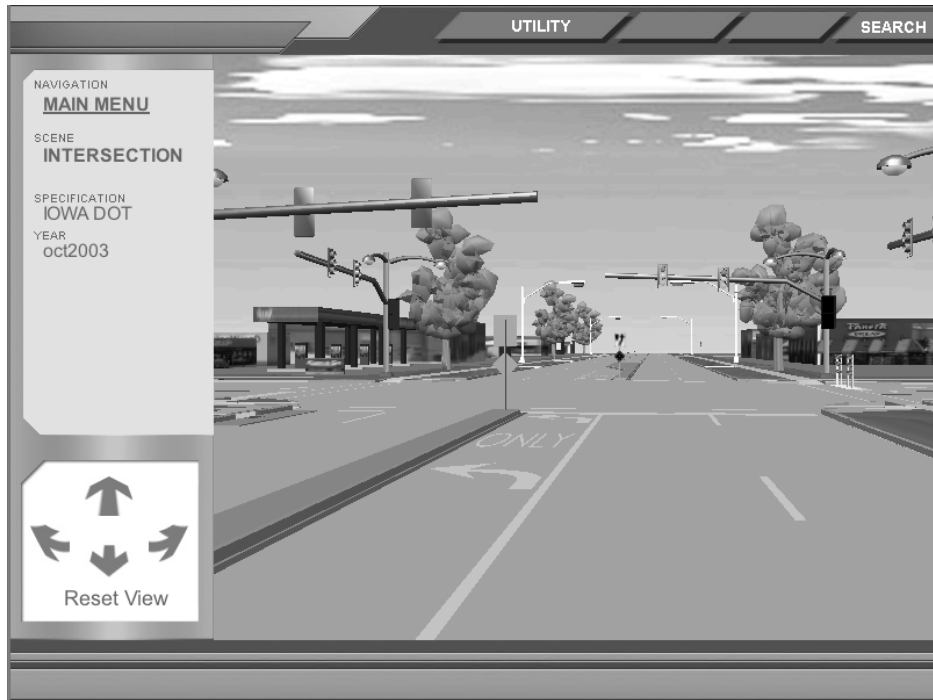 UTILITY
SEARCH
NAVIGATION
MAIN MENU
SCENE
INTERSECTION
SPECIFICATION
IOWA DOT
YEAR
oct2003
ONLY
Reset View